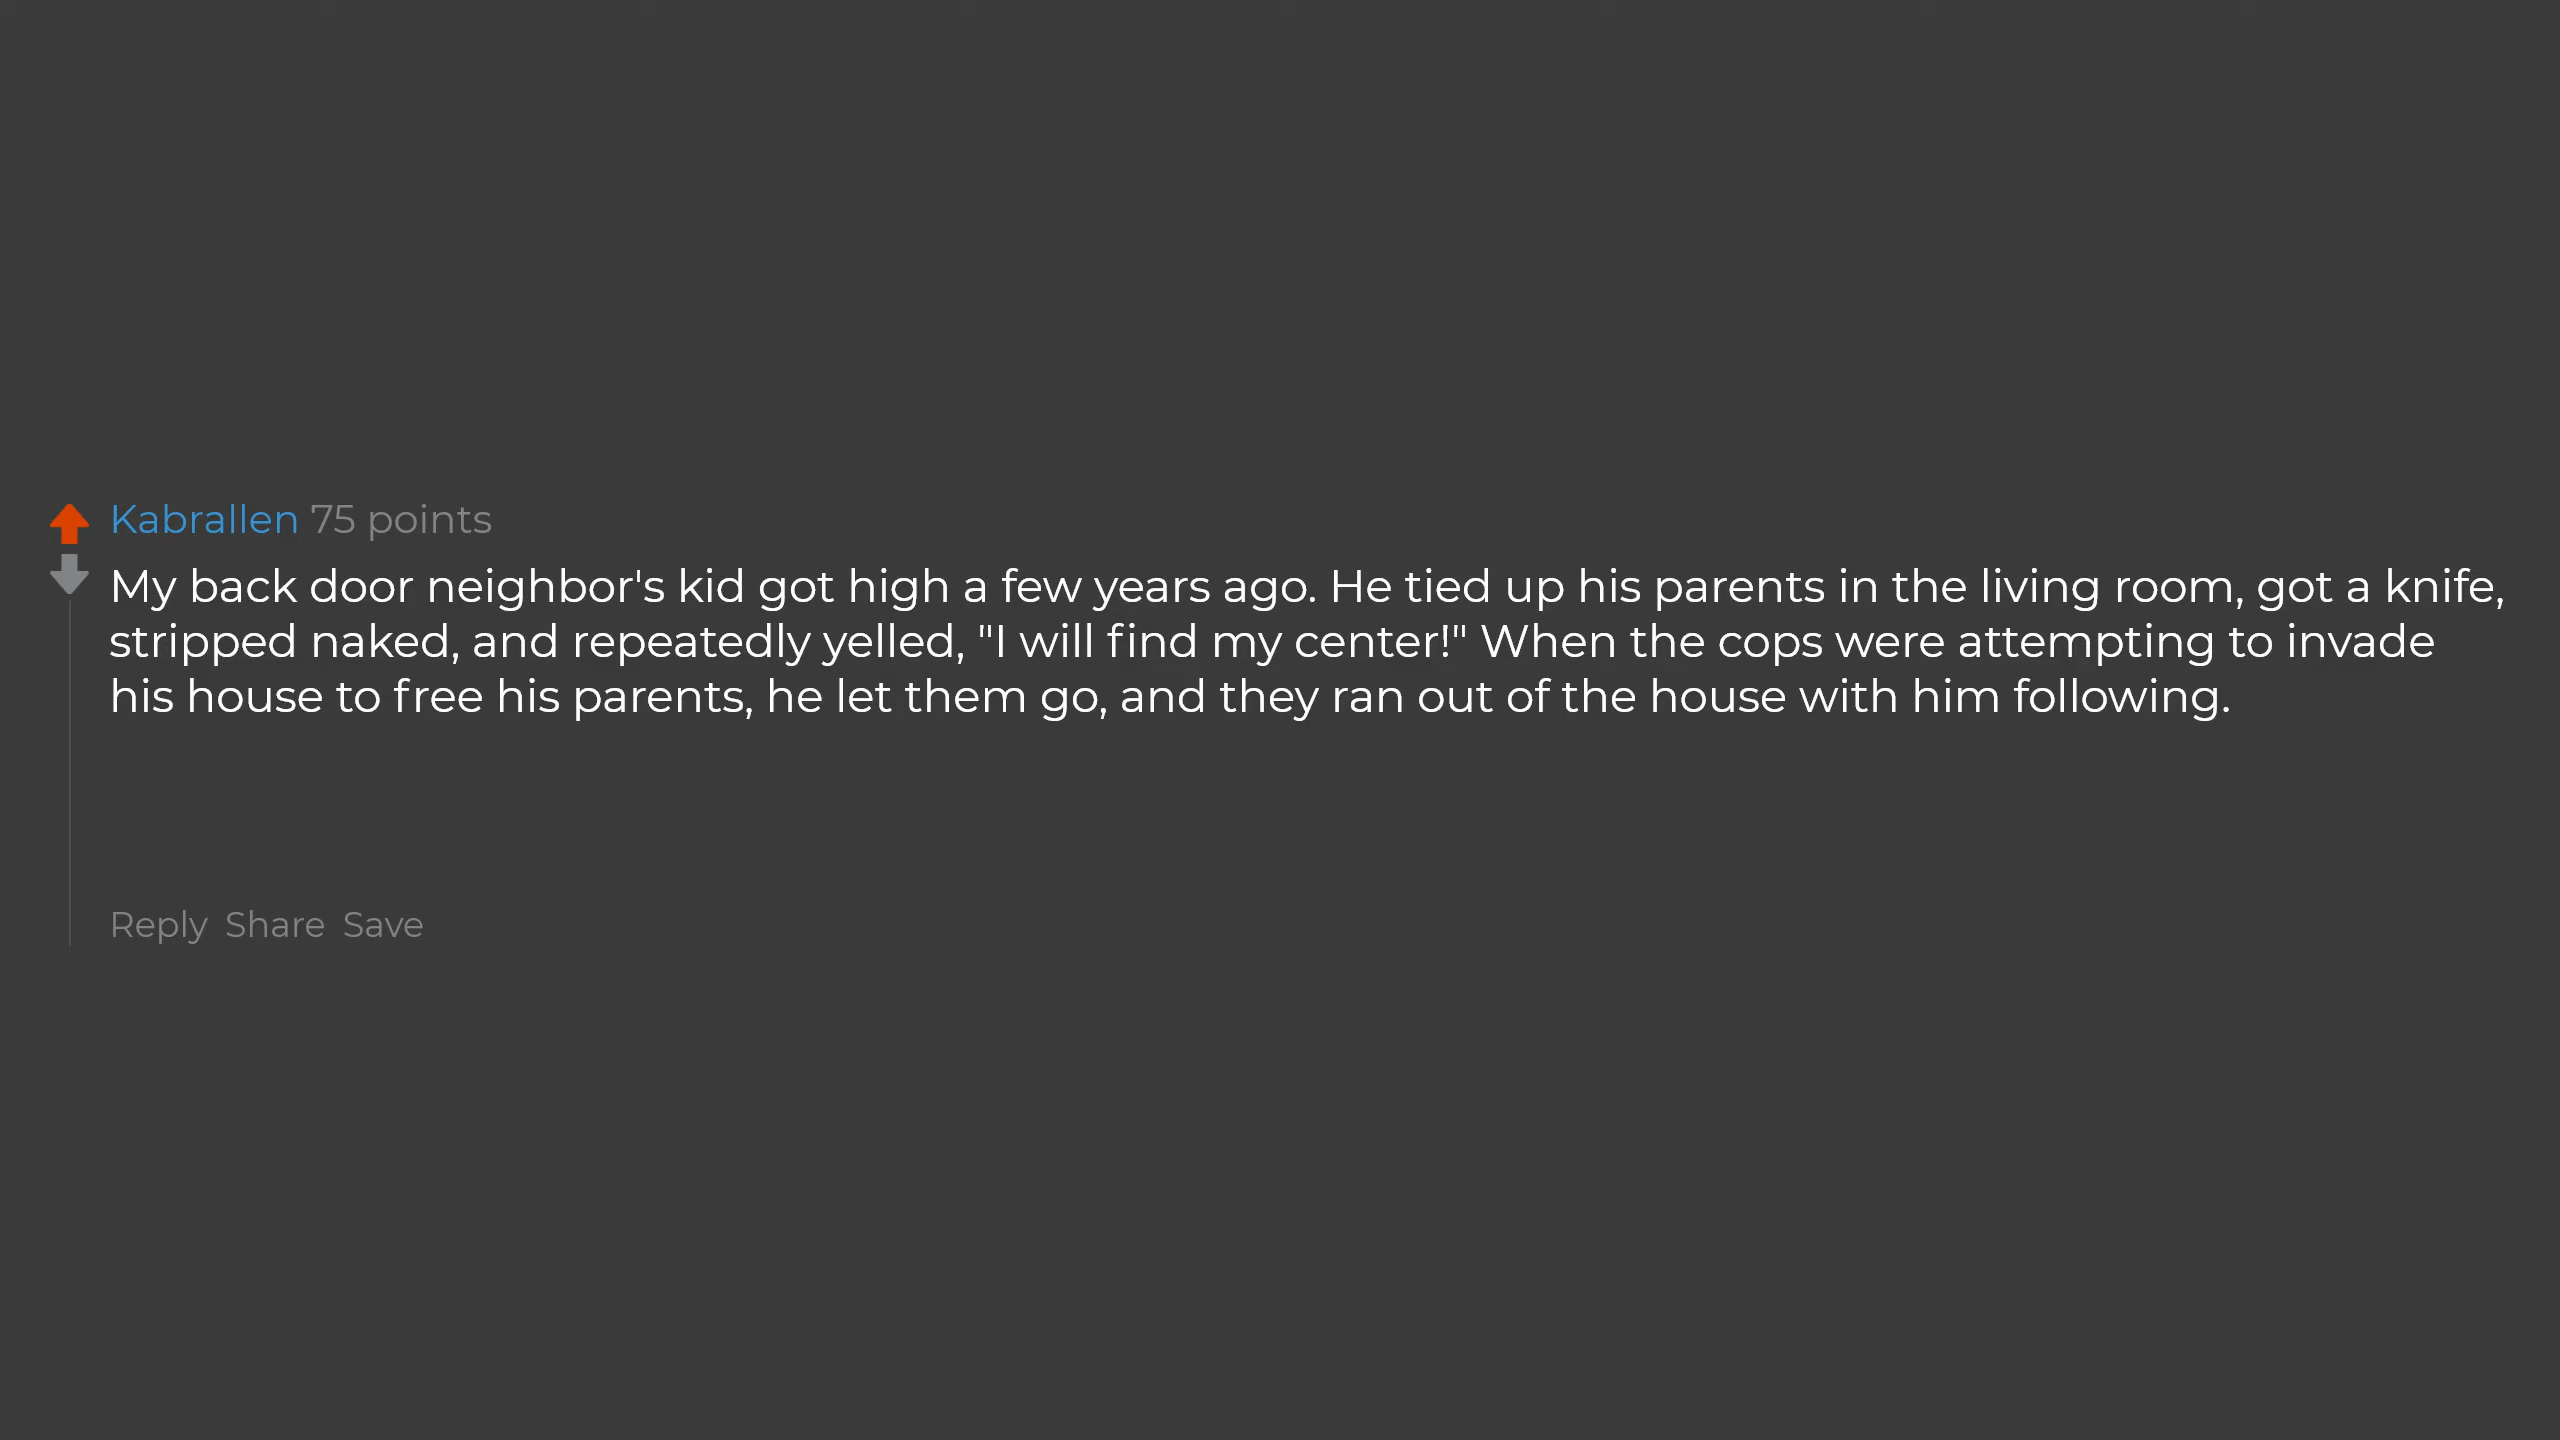 Kabrallen 75 points
My back door neighbor's kid got high a few years ago. He tied up his parents in the living room, got a knife,
stripped naked, and repeatedly yelled, "I will find my center!" When the cops were attempting to invade
his house to free his parents, he let them go, and they ran out of the house with him following.
Reply Share Save